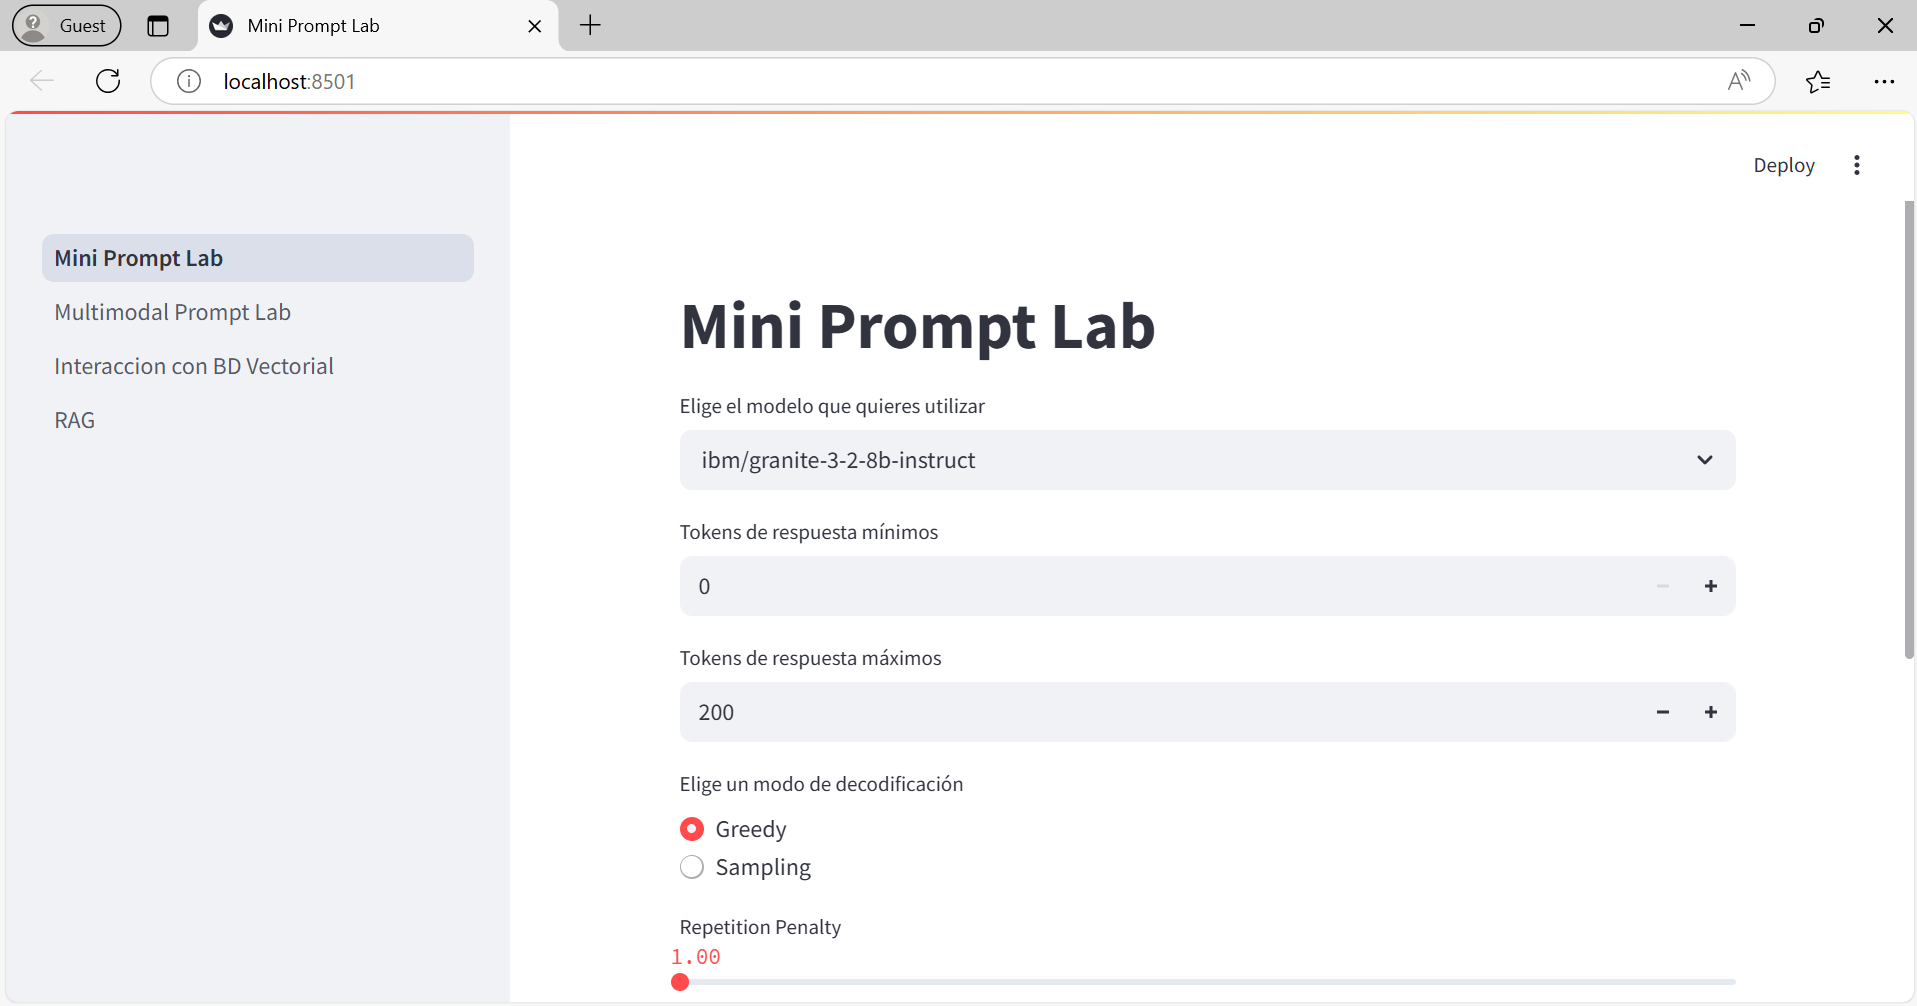 Guest
Mini Prompt Lab
localhost:8501
Deploy
Mini Prompt Lab
Multimodal Prompt Lab
Interaccion con BD Vectorial
RAG
Mini Prompt Lab
Elige el modelo que quieres utilizar
ibm/granite-3-2-8b-instruct
Tokens de respuesta mínimos
0
Tokens de respuesta máximos
200
Elige un modo de decodificación
Greedy
Sampling
Repetition Penalty
1.00